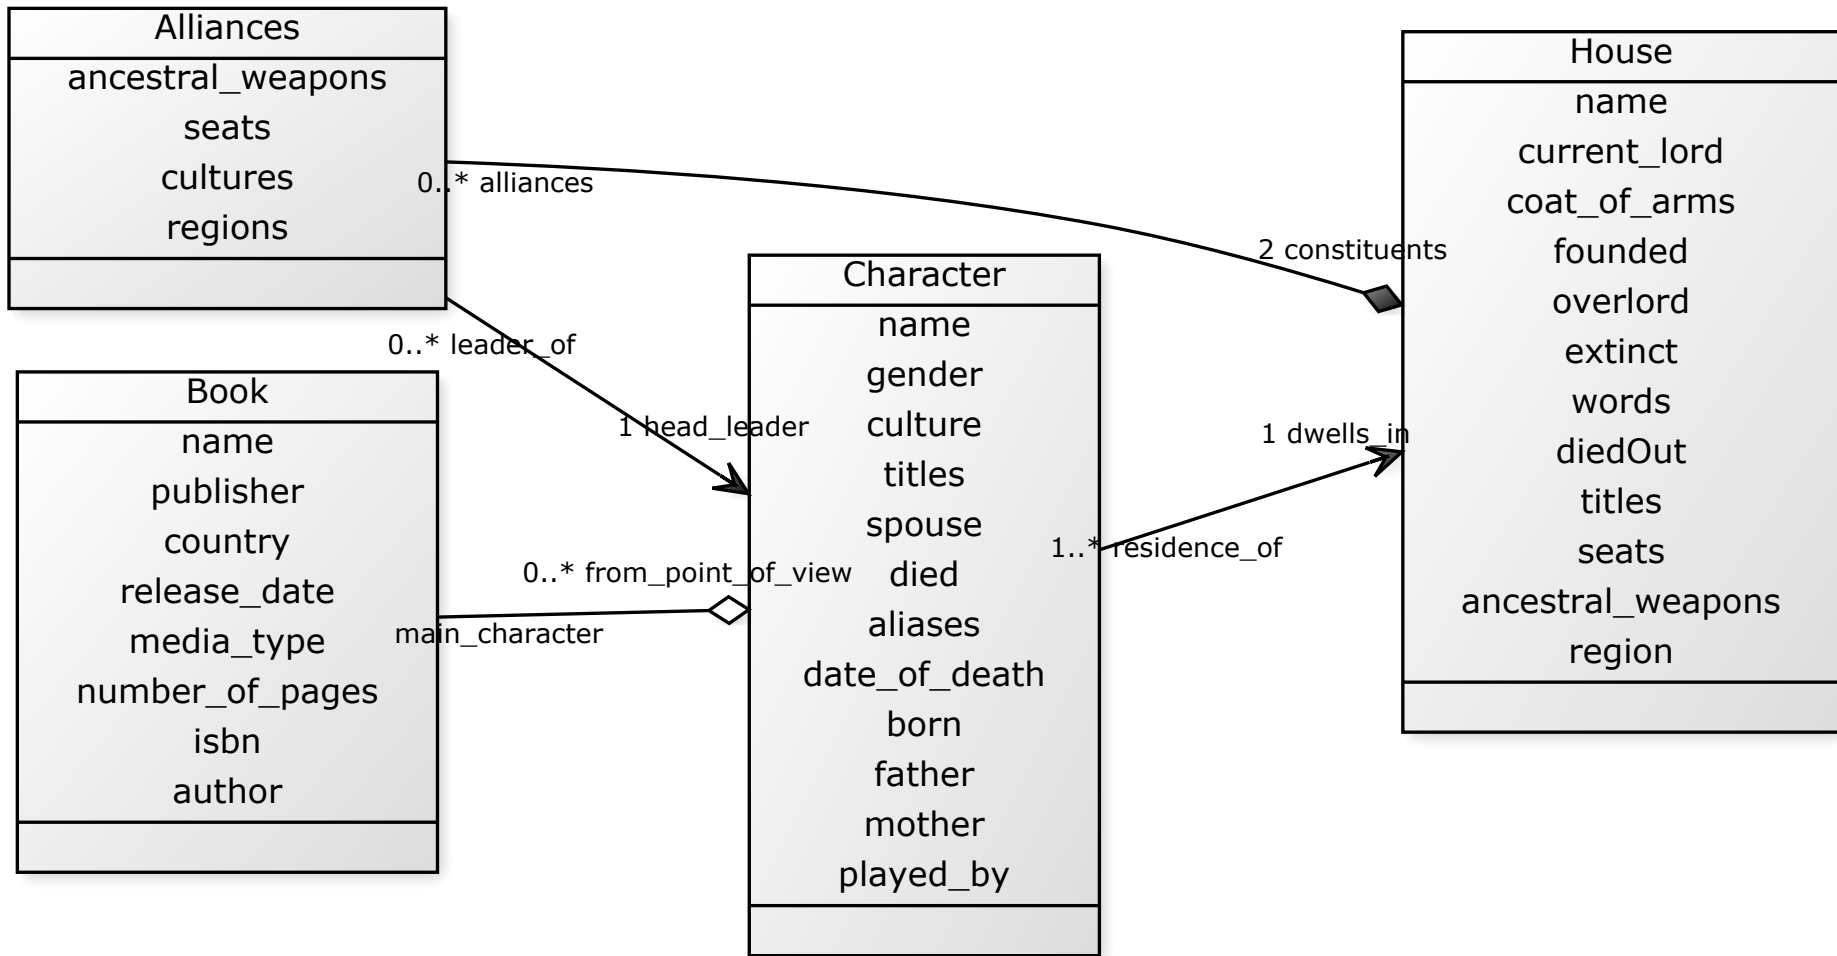 Alliances
ancestral_weapons
seats
cultures
regions
0..* alliances
2 constituents
0..* leader_of
1 head_leader
Book
name
publisher
country
release_date
media_type
number_of_pages
isbn
author
0..* from_point_of_view
main_character
Character
name
gender
culture
titles
spouse
died
aliases
date_of_death
born
father
mother
played_by
1 dwells_in
1..* residence_of
House
name
current_lord
coat_of_arms
founded
overlord
extinct
words
diedOut
titles
seats
ancestral_weapons
region